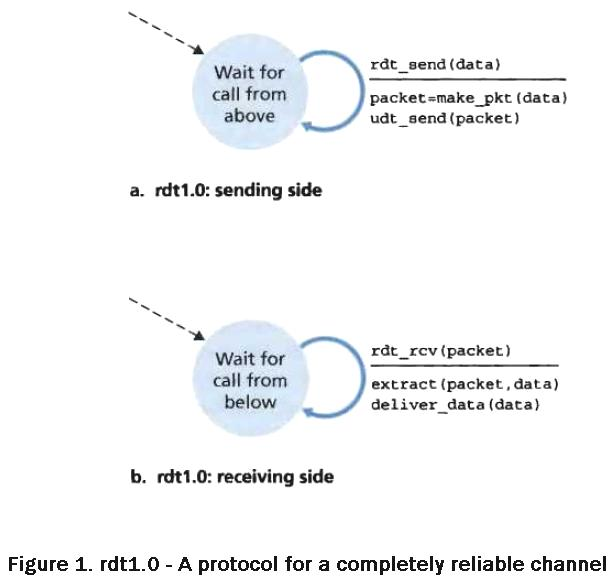 Wait for
call from
above
rdt_send(data)
packet=make_pkt(data)
udt_send(packet)
a. rdt1.0: sending side
Wait for
call from
below
rdt_rcv(packet)
extract(packet,data)
deliver_data(data)
b. rdt1.0: receiving side
Figure 1. rdt1.0 - A protocol for a completely reliable channel